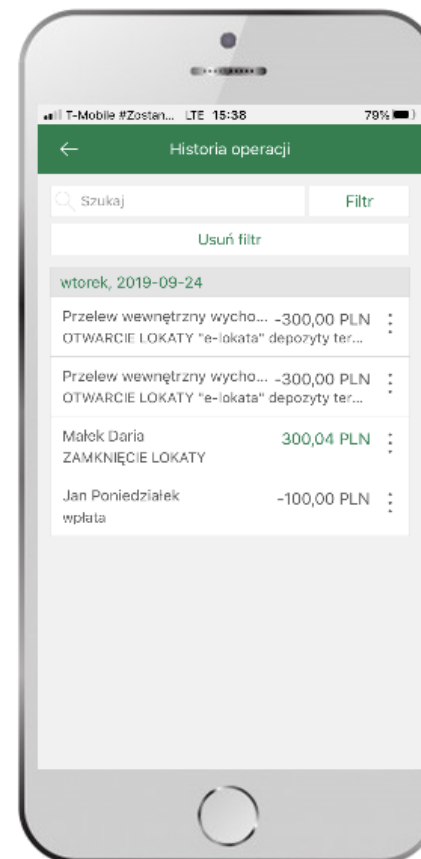 T-Mobile #Zostan... LTE 15:38 79%
Historia operacji
Szukaj Filtr
Usuń filtr
wtorek, 2019-09-24
Przelew wewnętrzny wycho... -300,00 PLN
OTWARCIE LOKATY "e-lokata" depozyty ter...
Przelew wewnętrzny wycho... -300,00 PLN
OTWARCIE LOKATY "e-lokata" depozyty ter...
Małek Daria 300,04 PLN
ZAMKNIĘCIE LOKATY
Jan Poniedziałek -100,00 PLN
wpłata